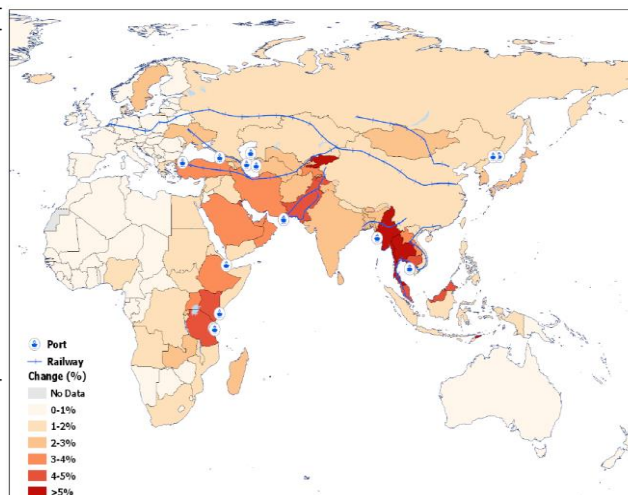 Port
Railway
Change (%)
No Data
0-1%
1-2%
2-3%
3-4%
4-5%
>5%